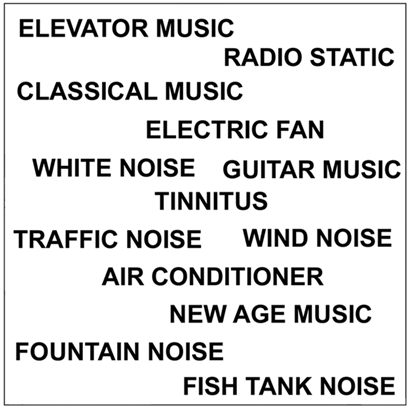 ELEVATOR MUSIC
RADIO STATIC
CLASSICAL MUSIC
ELECTRIC FAN
WHITE NOISE GUITAR MUSIC
TINNITUS
TRAFFIC NOISE WIND NOISE
AIR CONDITIONER
NEW AGE MUSIC
FOUNTAIN NOISE
FISH TANK NOISE